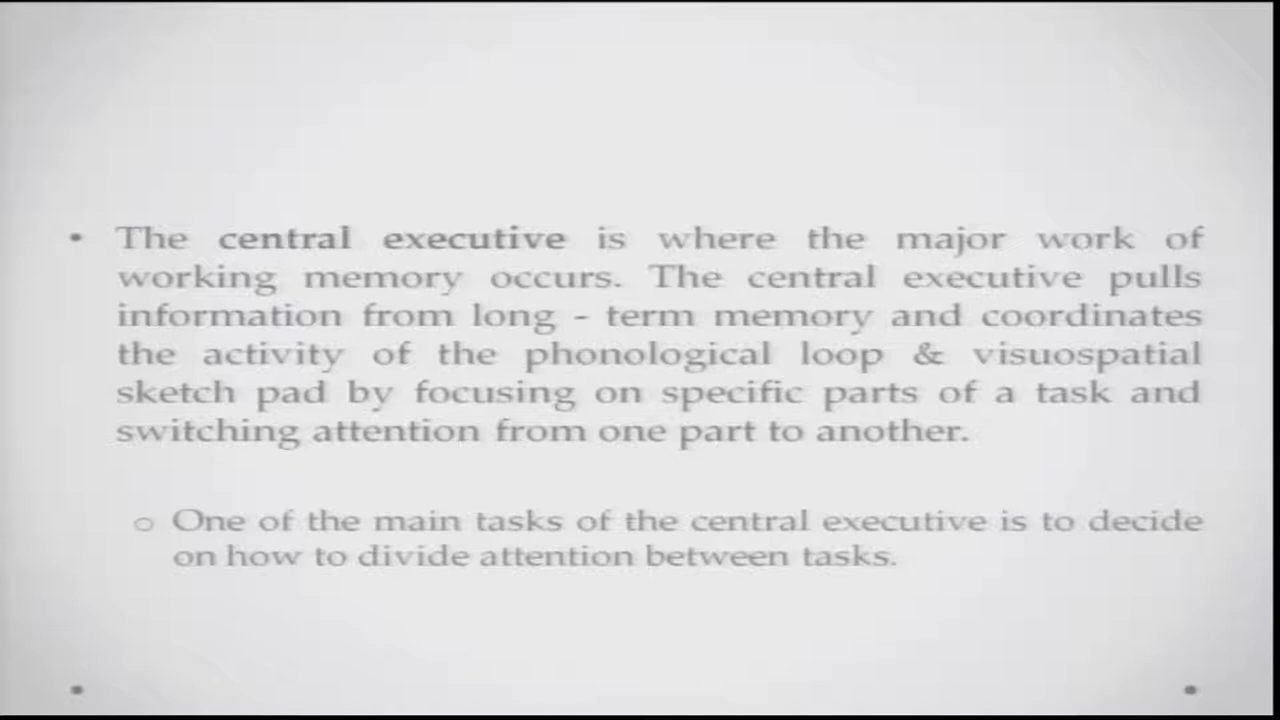 • The central executive is where the major work of
working memory occurs. The central executive pulls
information from long - term memory and coordinates
the activity of the phonological loop & visuospatial
sketch pad by focusing on specific parts of a task and
switching attention from one part to another.
o One of the main tasks of the central executive is to decide
on how to divide attention between tasks.